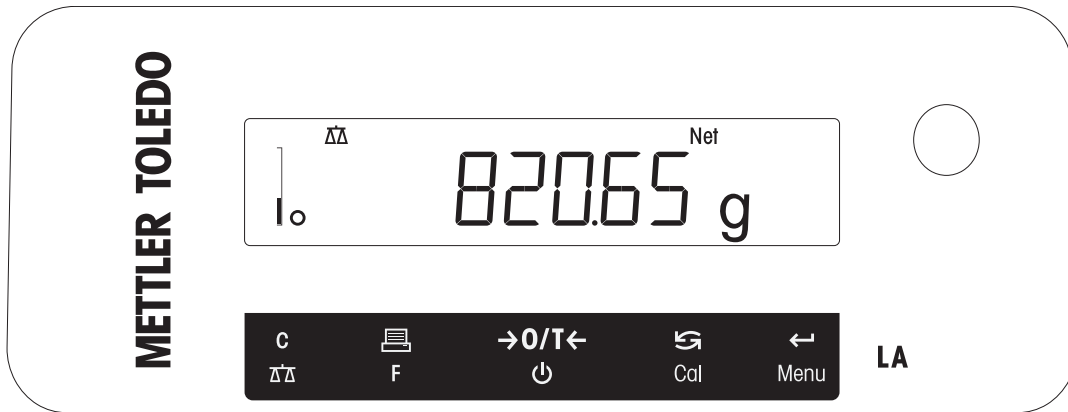 METTLER TOLEDO
Net
820.65 g
C
→0/T←
F
Cal
Menu
LA